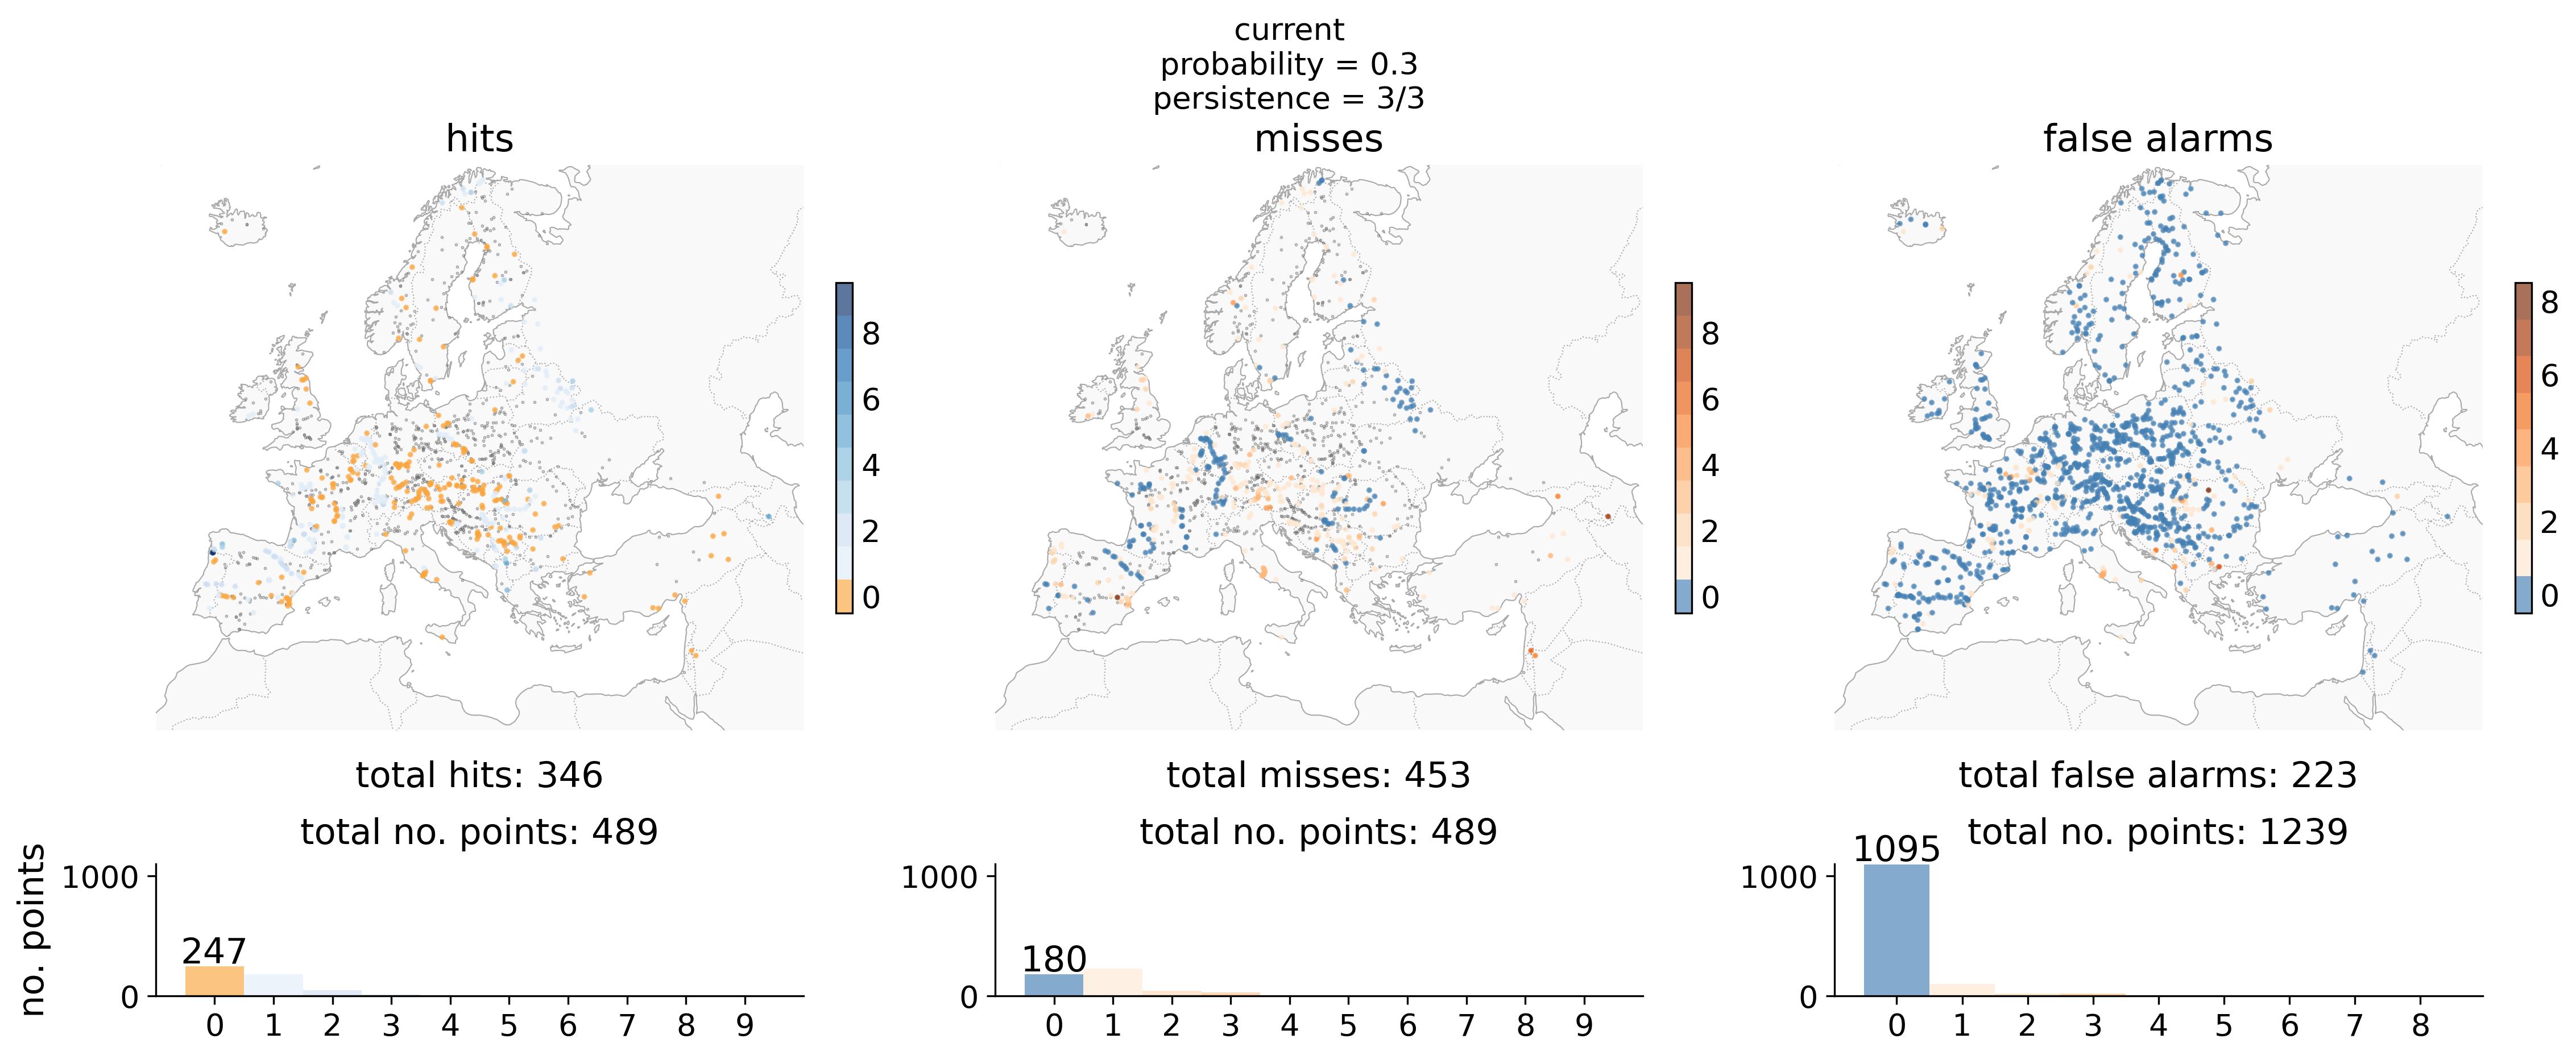 current
probability = 0.3
persistence = 3/3
hits
misses
false alarms
8
6
4
2
0
8
6
4
2
0
8
6
4
2
0
total hits: 346
total misses: 453
total false alarms: 223
total no. points: 489
total no. points: 489
total no. points: 1239
no. points
1000
0
247
0 1 2 3 4 5 6 7 8 9
1000
0
180
0 1 2 3 4 5 6 7 8 9
1095
1000
0
0 1 2 3 4 5 6 7 8